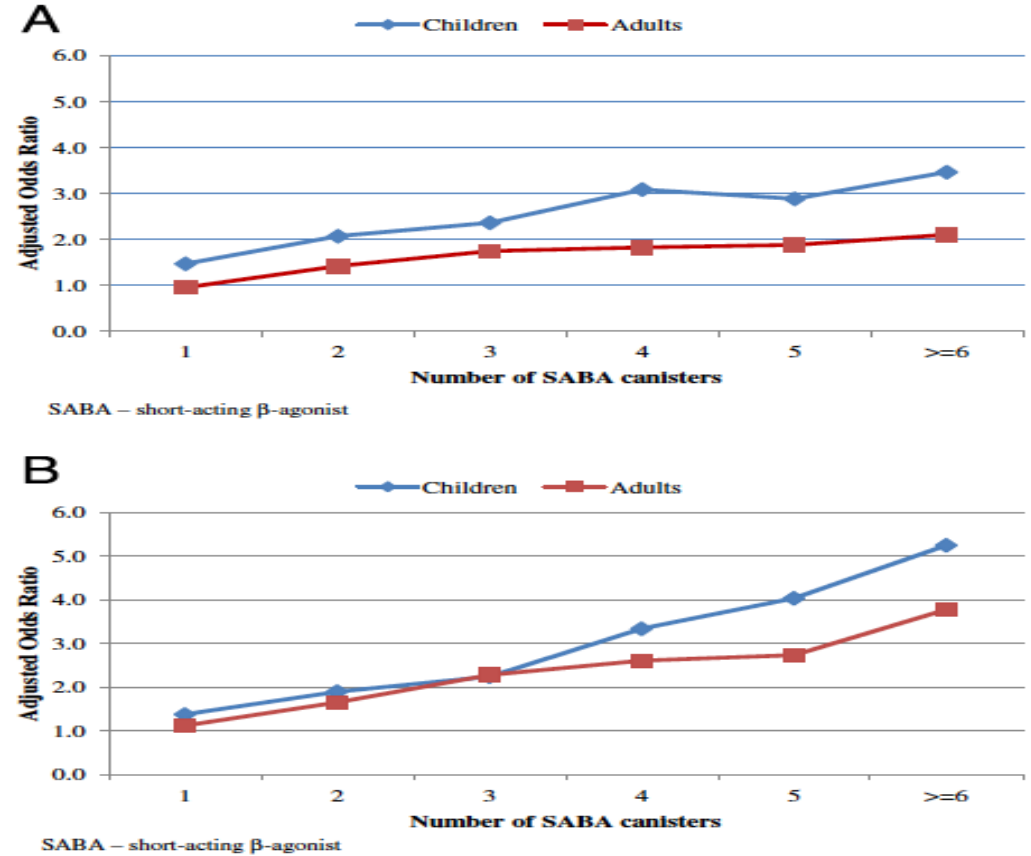 A
Children Adults
6.0
5.0
4.0
3.0
2.0
1.0
0.0
Adjusted Odds Ratio
1 2 3 4 5 >=6
Number of SABA canisters
SABA – short-acting β-agonist
B
Children Adults
6.0
5.0
4.0
3.0
2.0
1.0
0.0
Adjusted Odds Ratio
1 2 3 4 5 >=6
Number of SABA canisters
SABA – short-acting β-agonist